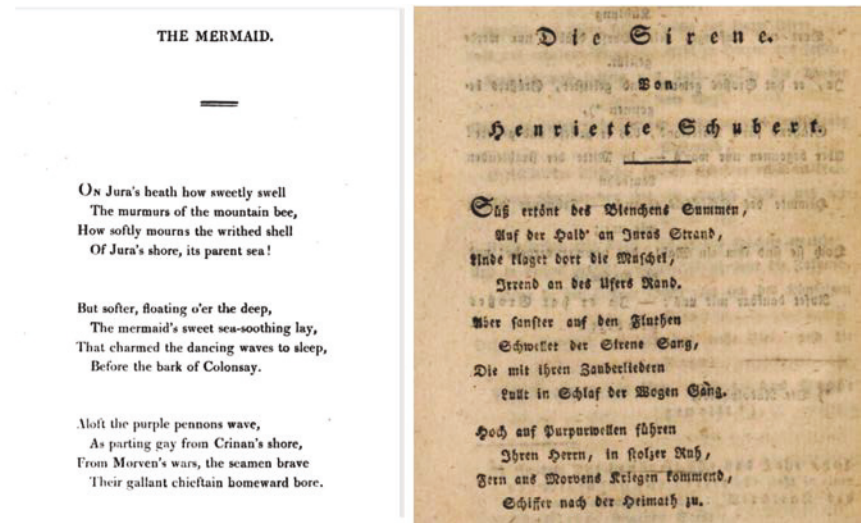 THE MERMAID.
ON Jura's heath how sweetly swell
The murmurs of the mountain bee,
How softly mourns the writhed shell
Of Jura's shore, its parent sea!
But softer, floating o'er the deep,
The mermaid's sweet sea-soothing lay,
That charmed the dancing waves to sleep,
Before the bark of Colonsay.
Aloft the purple pennons wave,
As parting gay from Crinan's shore,
From Morven's wars, the seamen brave
Their gallant chieftain homeward bore.
Die Sirene.
Von
Henriette Schubert.
Süß ertönt des Bienchens Summen,
Auf der Haid' an Juras Strand,
Linde klaget dort die Muschel,
Irrend an des Ufers Rand.
Aber sanfter auf den Fluthen
Schwellet der Sirene Sang,
Die mit ihren Zauberliedern
Lullt in Schlaf der Wogen Gang.
Hoch auf Purpurwellen führen
Ihren Herrn, in stolzer Ruh,
Fern aus Morvens Kriegen kommend,
Schiffer nach der Heimath zu.